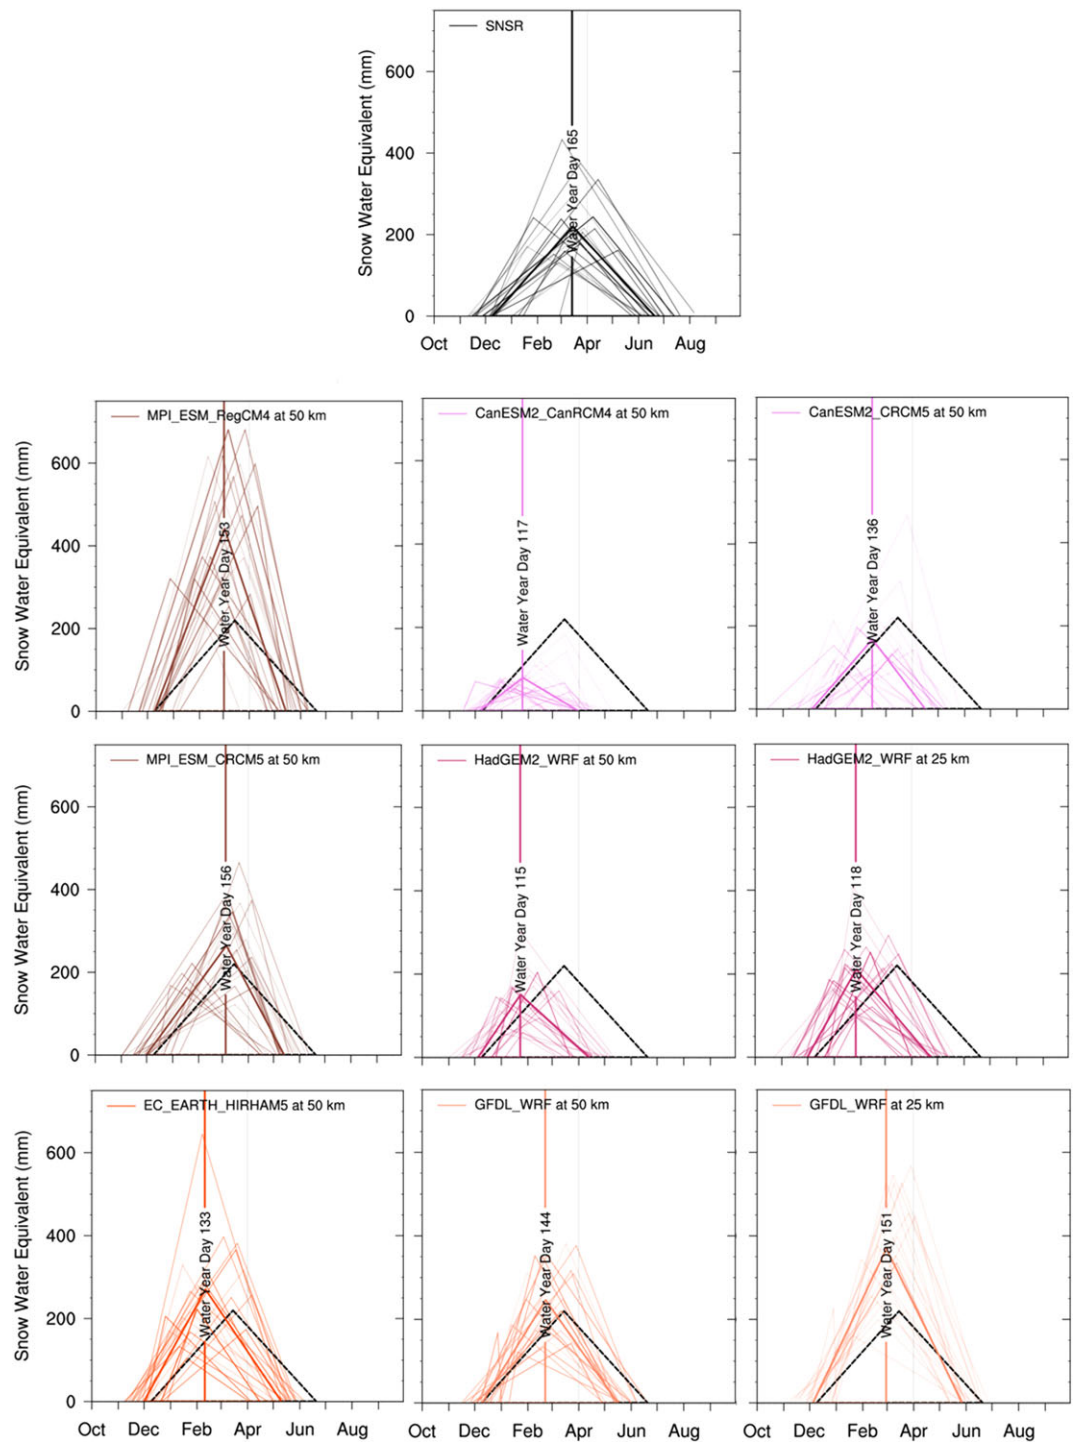 SNSR
Snow Water Equivalent (mm)
600
400
200
0
Water Year Day 165
Oct Dec Feb Apr Jun Aug
MPI_ESM_RegCM4 at 50 km
Snow Water Equivalent (mm)
600
400
200
0
Water Year Day 153
CanESM2_CanRCM4 at 50 km
Water Year Day 117
CanESM2_CRCM5 at 50 km
Water Year Day 136
MPI_ESM_CRCM5 at 50 km
Snow Water Equivalent (mm)
600
400
200
0
Water Year Day 156
HadGEM2_WRF at 50 km
Water Year Day 115
HadGEM2_WRF at 25 km
Water Year Day 118
EC_EARTH_HIRHAM5 at 50 km
Snow Water Equivalent (mm)
600
400
200
0
Water Year Day 133
Oct Dec Feb Apr Jun Aug
GFDL_WRF at 50 km
Water Year Day 144
Oct Dec Feb Apr Jun Aug
GFDL_WRF at 25 km
Water Year Day 151
Oct Dec Feb Apr Jun Aug